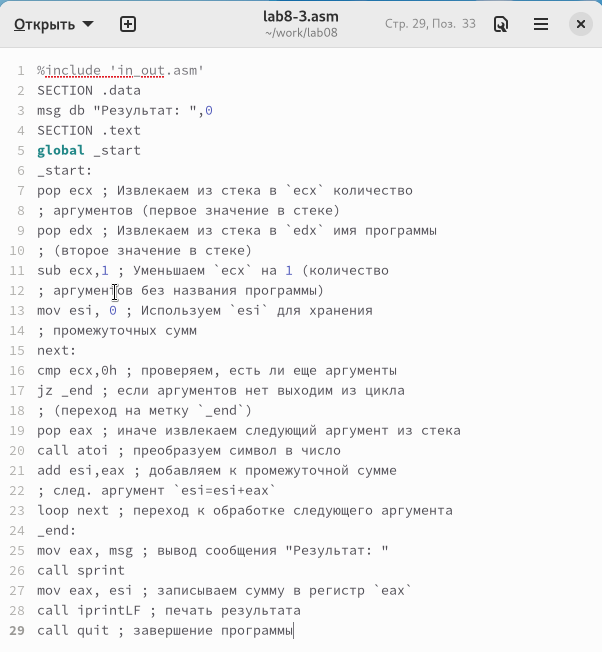 Открыть
lab8-3.asm
~/work/lab08
Стр. 29, Поз. 33
1 %include 'in_out.asm'
2 SECTION .data
3 msg db "Результат: ",0
4 SECTION .text
5 global _start
6 _start:
7 pop ecx ; Извлекаем из стека в `ecx` количество
8 ; аргументов (первое значение в стеке)
9 pop edx ; Извлекаем из стека в `edx` имя программы
10 ; (второе значение в стеке)
11 sub ecx,1 ; Уменьшаем `ecx` на 1 (количество
12 ; аргументов без названия программы)
13 mov esi, 0 ; Используем `esi` для хранения
14 ; промежуточных сумм
15 next:
16 cmp ecx,0h ; проверяем, есть ли еще аргументы
17 jz _end ; если аргументов нет выходим из цикла
18 ; (переход на метку `_end`)
19 pop eax ; иначе извлекаем следующий аргумент из стека
20 call atoi ; преобразуем символ в число
21 add esi,eax ; добавляем к промежуточной сумме
22 ; след. аргумент `esi=esi+eax`
23 loop next ; переход к обработке следующего аргумента
24 _end:
25 mov eax, msg ; вывод сообщения "Результат: "
26 call sprint
27 mov eax, esi ; записываем сумму в регистр `eax`
28 call iprintLF ; печать результата
29 call quit ; завершение программы